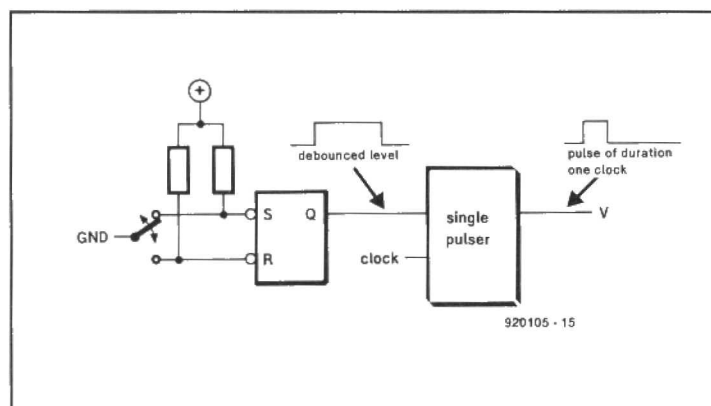 +
debounced level
pulse of duration
one clock
GND
S
Q
R
single
pulser
clock
V
920105 - 15